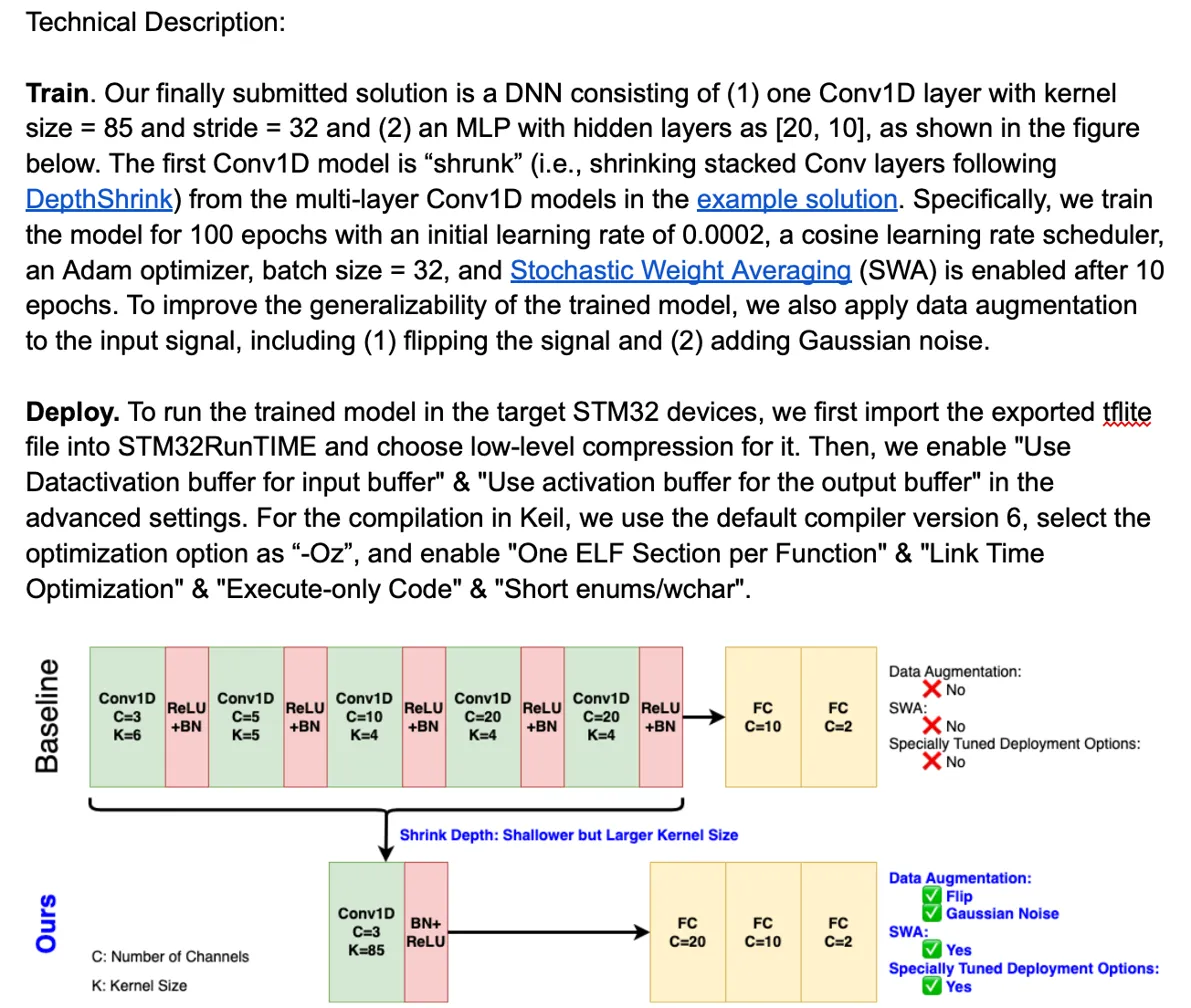 Technical Description:
Train. Our finally submitted solution is a DNN consisting of (1) one Conv1D layer with kernel
size = 85 and stride = 32 and (2) an MLP with hidden layers as [20, 10], as shown in the figure
below. The first Conv1D model is “shrunk” (i.e., shrinking stacked Conv layers following
DepthShrink) from the multi-layer Conv1D models in the example solution. Specifically, we train
the model for 100 epochs with an initial learning rate of 0.0002, a cosine learning rate scheduler,
an Adam optimizer, batch size = 32, and Stochastic Weight Averaging (SWA) is enabled after 10
epochs. To improve the generalizability of the trained model, we also apply data augmentation
to the input signal, including (1) flipping the signal and (2) adding Gaussian noise.
Deploy. To run the trained model in the target STM32 devices, we first import the exported tflite
file into STM32RunTIME and choose low-level compression for it. Then, we enable "Use
Datactivation buffer for input buffer" & "Use activation buffer for the output buffer" in the
advanced settings. For the compilation in Keil, we use the default compiler version 6, select the
optimization option as “-Oz”, and enable "One ELF Section per Function" & "Link Time
Optimization" & "Execute-only Code" & "Short enums/wchar".
Baseline
Conv1D
C=3
K=6
ReLU
+BN
Conv1D
C=5
K=5
ReLU
+BN
Conv1D
C=10
K=4
ReLU
+BN
Conv1D
C=20
K=4
ReLU
+BN
Conv1D
C=20
K=4
ReLU
+BN
FC
C=10
FC
C=2
Data Augmentation:
❌ No
SWA:
❌ No
Specially Tuned Deployment Options:
❌ No
Shrink Depth: Shallower but Larger Kernel Size
Ours
C: Number of Channels
K: Kernel Size
Conv1D
C=3
K=85
BN+
ReLU
FC
C=20
FC
C=10
FC
C=2
Data Augmentation:
✅ Flip
✅ Gaussian Noise
SWA:
✅ Yes
Specially Tuned Deployment Options:
✅ Yes